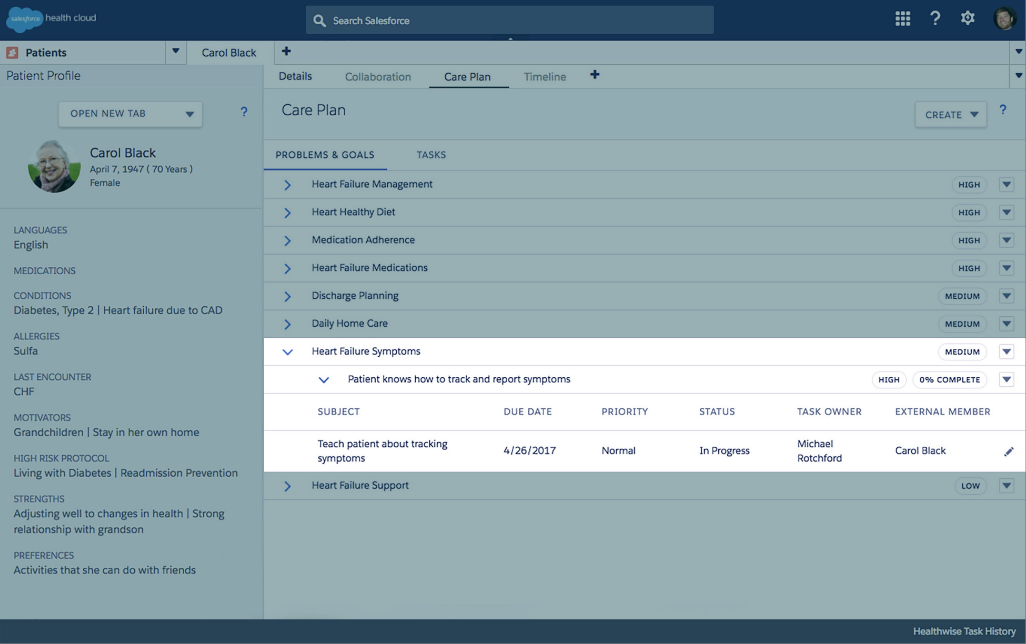 salesforce health cloud
Search Salesforce
?
Patients
Carol Black
+
Patient Profile
Details
Collaboration
Care Plan
Timeline
+
OPEN NEW TAB
?
Care Plan
CREATE
?
Carol Black
April 7, 1947 ( 70 Years )
Female
PROBLEMS & GOALS
TASKS
Heart Failure Management HIGH
Heart Healthy Diet HIGH
Medication Adherence HIGH
Heart Failure Medications HIGH
Discharge Planning MEDIUM
Daily Home Care MEDIUM
Heart Failure Symptoms MEDIUM
Patient knows how to track and report symptoms HIGH 0% COMPLETE
SUBJECT DUE DATE PRIORITY STATUS TASK OWNER EXTERNAL MEMBER
Teach patient about tracking
symptoms
4/26/2017
Normal
In Progress
Michael
Rotchford
Carol Black
Heart Failure Support LOW
LANGUAGES
English
MEDICATIONS
CONDITIONS
Diabetes, Type 2 | Heart failure due to CAD
ALLERGIES
Sulfa
LAST ENCOUNTER
CHF
MOTIVATORS
Grandchildren | Stay in her own home
HIGH RISK PROTOCOL
Living with Diabetes | Readmission Prevention
STRENGTHS
Adjusting well to changes in health | Strong
relationship with grandson
PREFERENCES
Activities that she can do with friends
Healthwise Task History